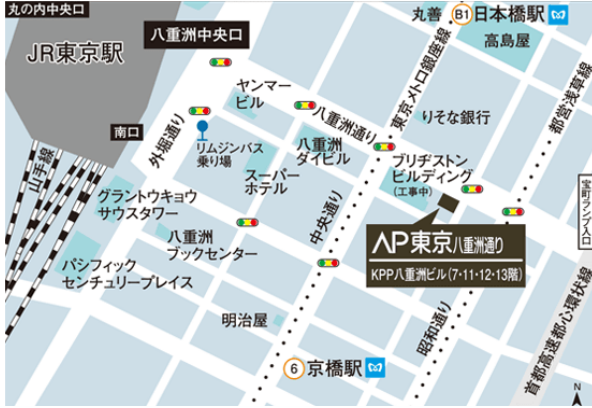 丸の内中央口
JR東京駅
八重洲中央口
丸善
B1
日本橋駅
高島屋
ヤンマー
ビル
南口
外堀通り
リムジンバス
乗り場
八重洲通り
東京メトロ銀座線
りそな銀行
都営浅草線
山手線
八重洲
ダイビル
スーパー
ホテル
ブリヂストン
ビルディング
(工事中)
グラントウキョウ
サウスタワー
八重洲
ブックセンター
中央通り
AP東京八重洲通り
KPP八重洲ビル(7・11・12・13階)
宝町ランプ入口
パシフィック
センチュリープレイス
明治屋
昭和通り
首都高速都心環状線
6
京橋駅
N